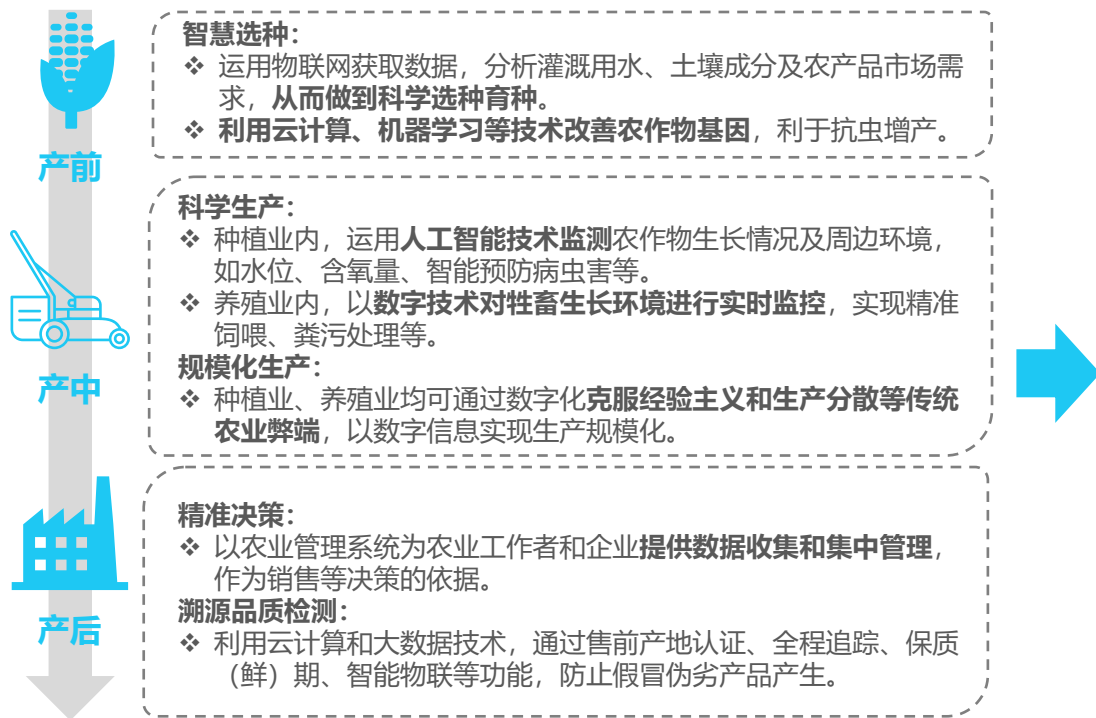 智慧选种：
❖ 运用物联网获取数据，分析灌溉用水、土壤成分及农产品市场需
求，从而做到科学选种育种。
❖ 利用云计算、机器学习等技术改善农作物基因，利于抗虫增产。
产前
科学生产：
❖ 种植业内，运用人工智能技术监测农作物生长情况及周边环境，
如水位、含氧量、智能预防病虫害等。
❖ 养殖业内，以数字技术对牲畜生长环境进行实时监控，实现精准
饲喂、粪污处理等。
规模化生产：
❖ 种植业、养殖业均可通过数字化克服经验主义和生产分散等传统
农业弊端，以数字信息实现生产规模化。
产中
精准决策：
❖ 以农业管理系统为农业工作者和企业提供数据收集和集中管理，
作为销售等决策的依据。
溯源品质检测：
❖ 利用云计算和大数据技术，通过售前产地认证、全程追踪、保质
（鲜）期、智能物联等功能，防止假冒伪劣产品产生。
产后